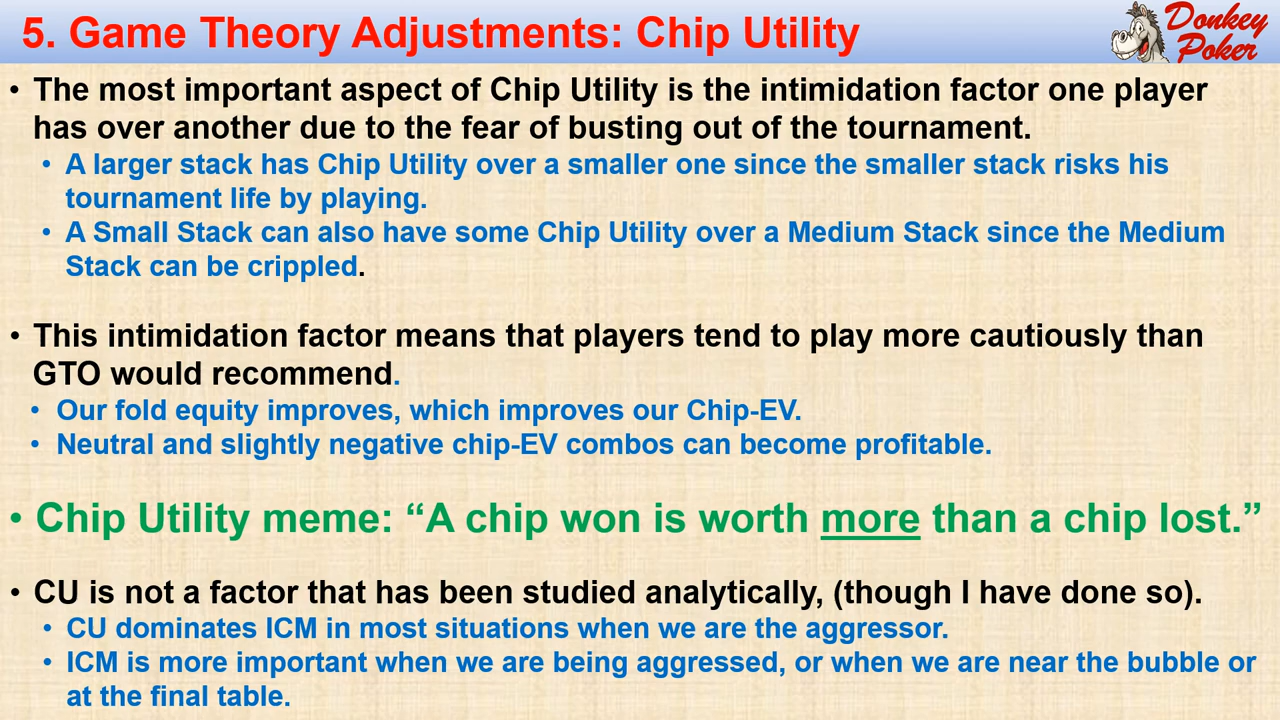 5. Game Theory Adjustments: Chip Utility
Donkey
Poker
• The most important aspect of Chip Utility is the intimidation factor one player
has over another due to the fear of busting out of the tournament.
• A larger stack has Chip Utility over a smaller one since the smaller stack risks his
tournament life by playing.
• A Small Stack can also have some Chip Utility over a Medium Stack since the Medium
Stack can be crippled.
• This intimidation factor means that players tend to play more cautiously than
GTO would recommend.
• Our fold equity improves, which improves our Chip-EV.
• Neutral and slightly negative chip-EV combos can become profitable.
• Chip Utility meme: “A chip won is worth more than a chip lost.”
• CU is not a factor that has been studied analytically, (though I have done so).
• CU dominates ICM in most situations when we are the aggressor.
• ICM is more important when we are being aggressed, or when we are near the bubble or
at the final table.